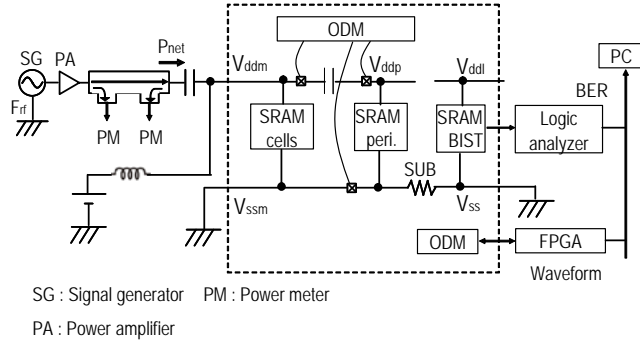 ODM
PC
SG
PA
Pnet
Vddm
Vddp
Vddl
BER
Frf
PM
PM
SRAM
cells
SRAM
peri.
SRAM
BIST
Logic
analyzer
SUB
Vssm
Vss
ODM
FPGA
Waveform
SG : Signal generator PM : Power meter
PA : Power amplifier